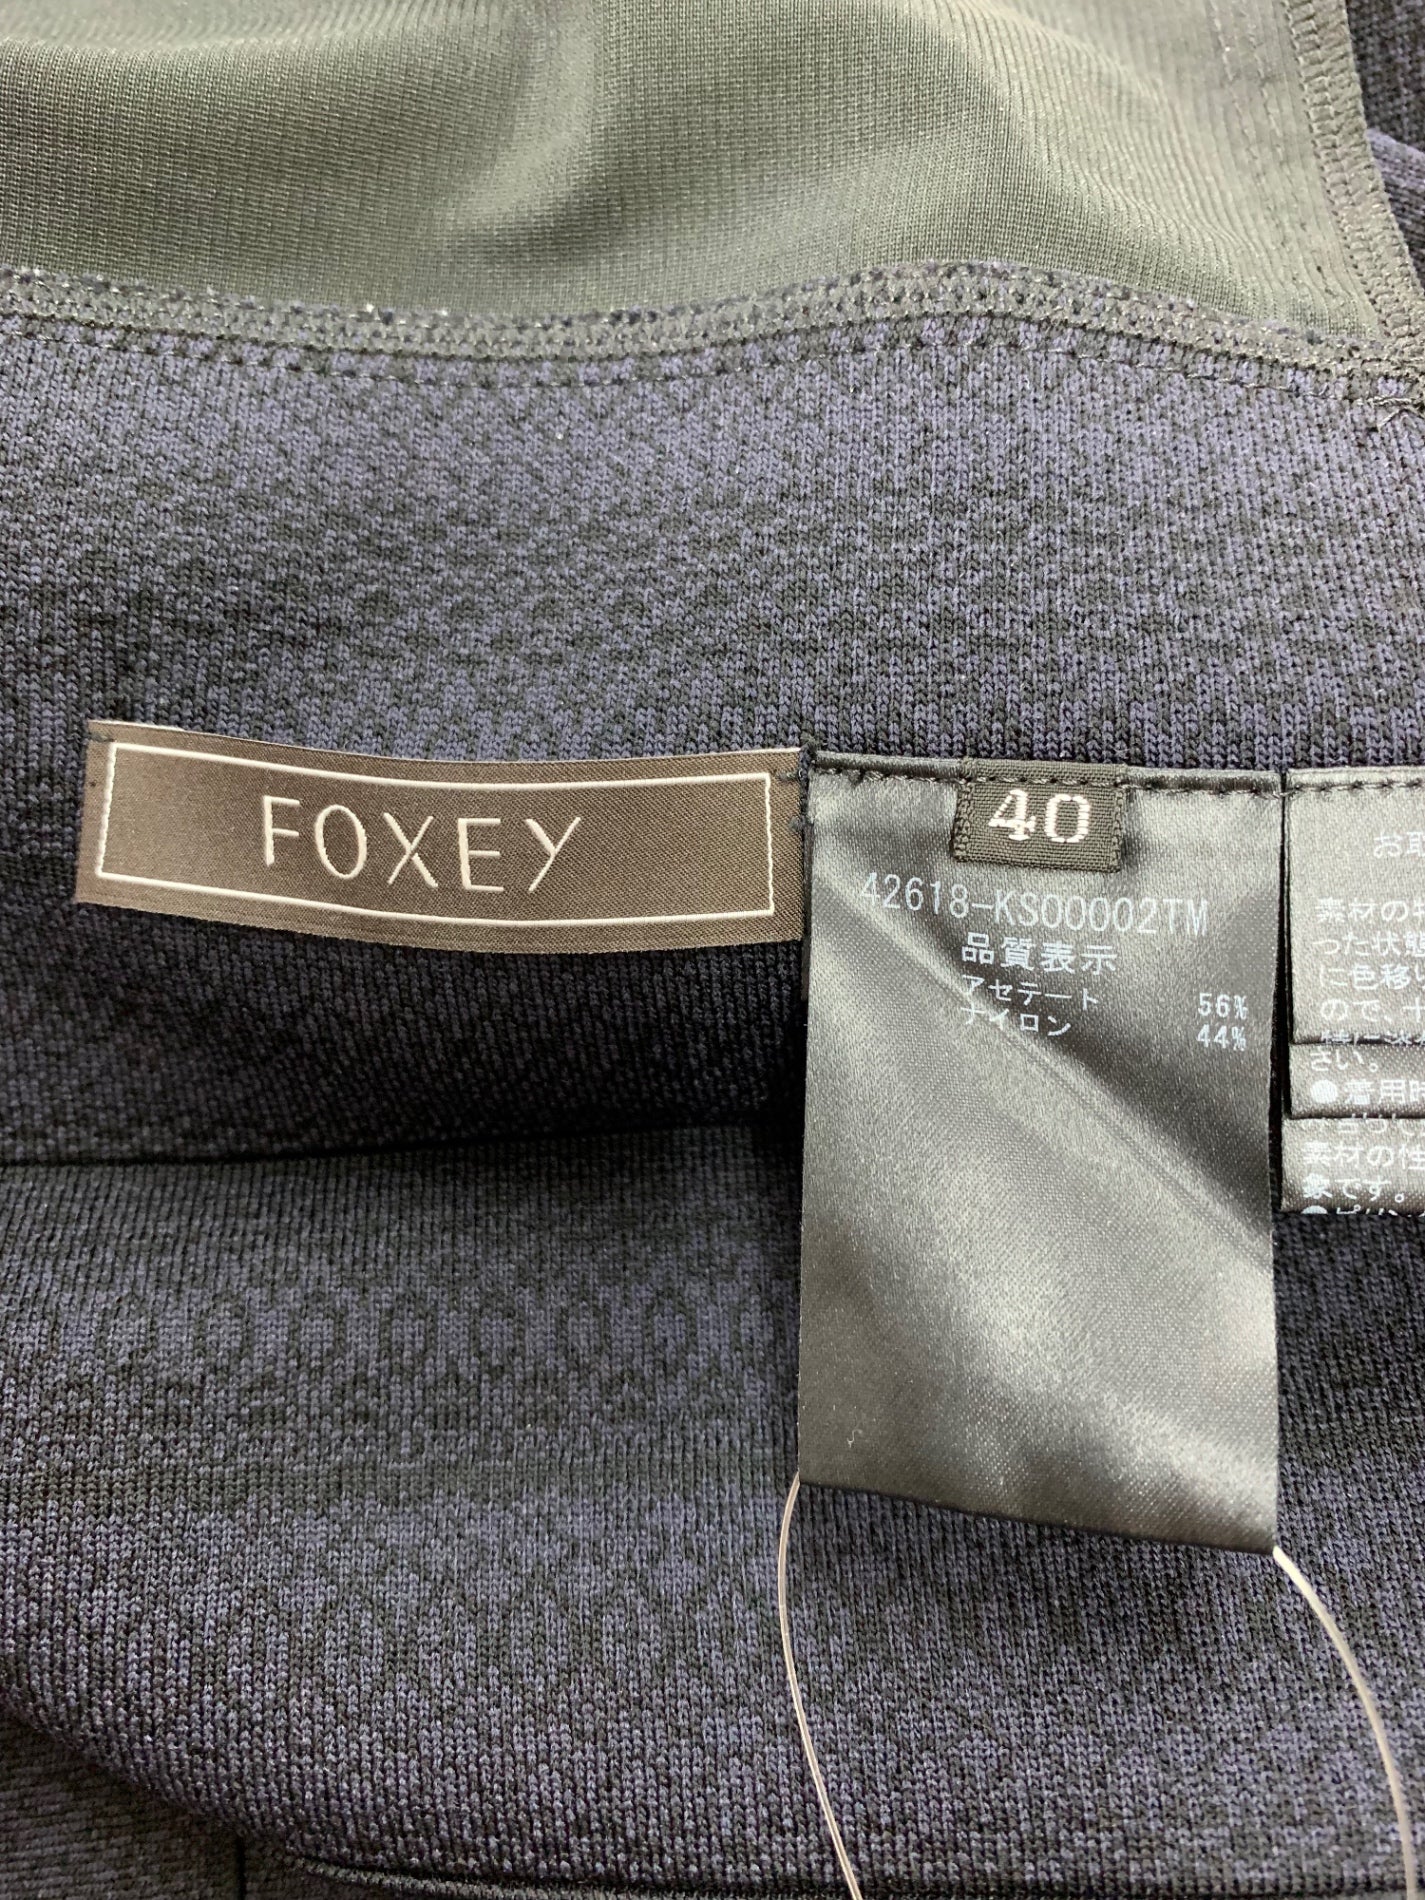 FOXEY
40
42618-KS00002TM
品質表示
アセテート 56%
ナイロン 44%
お取
素材の
った状態
に色移
ので、
さい。
●着用
素材の性
象です。